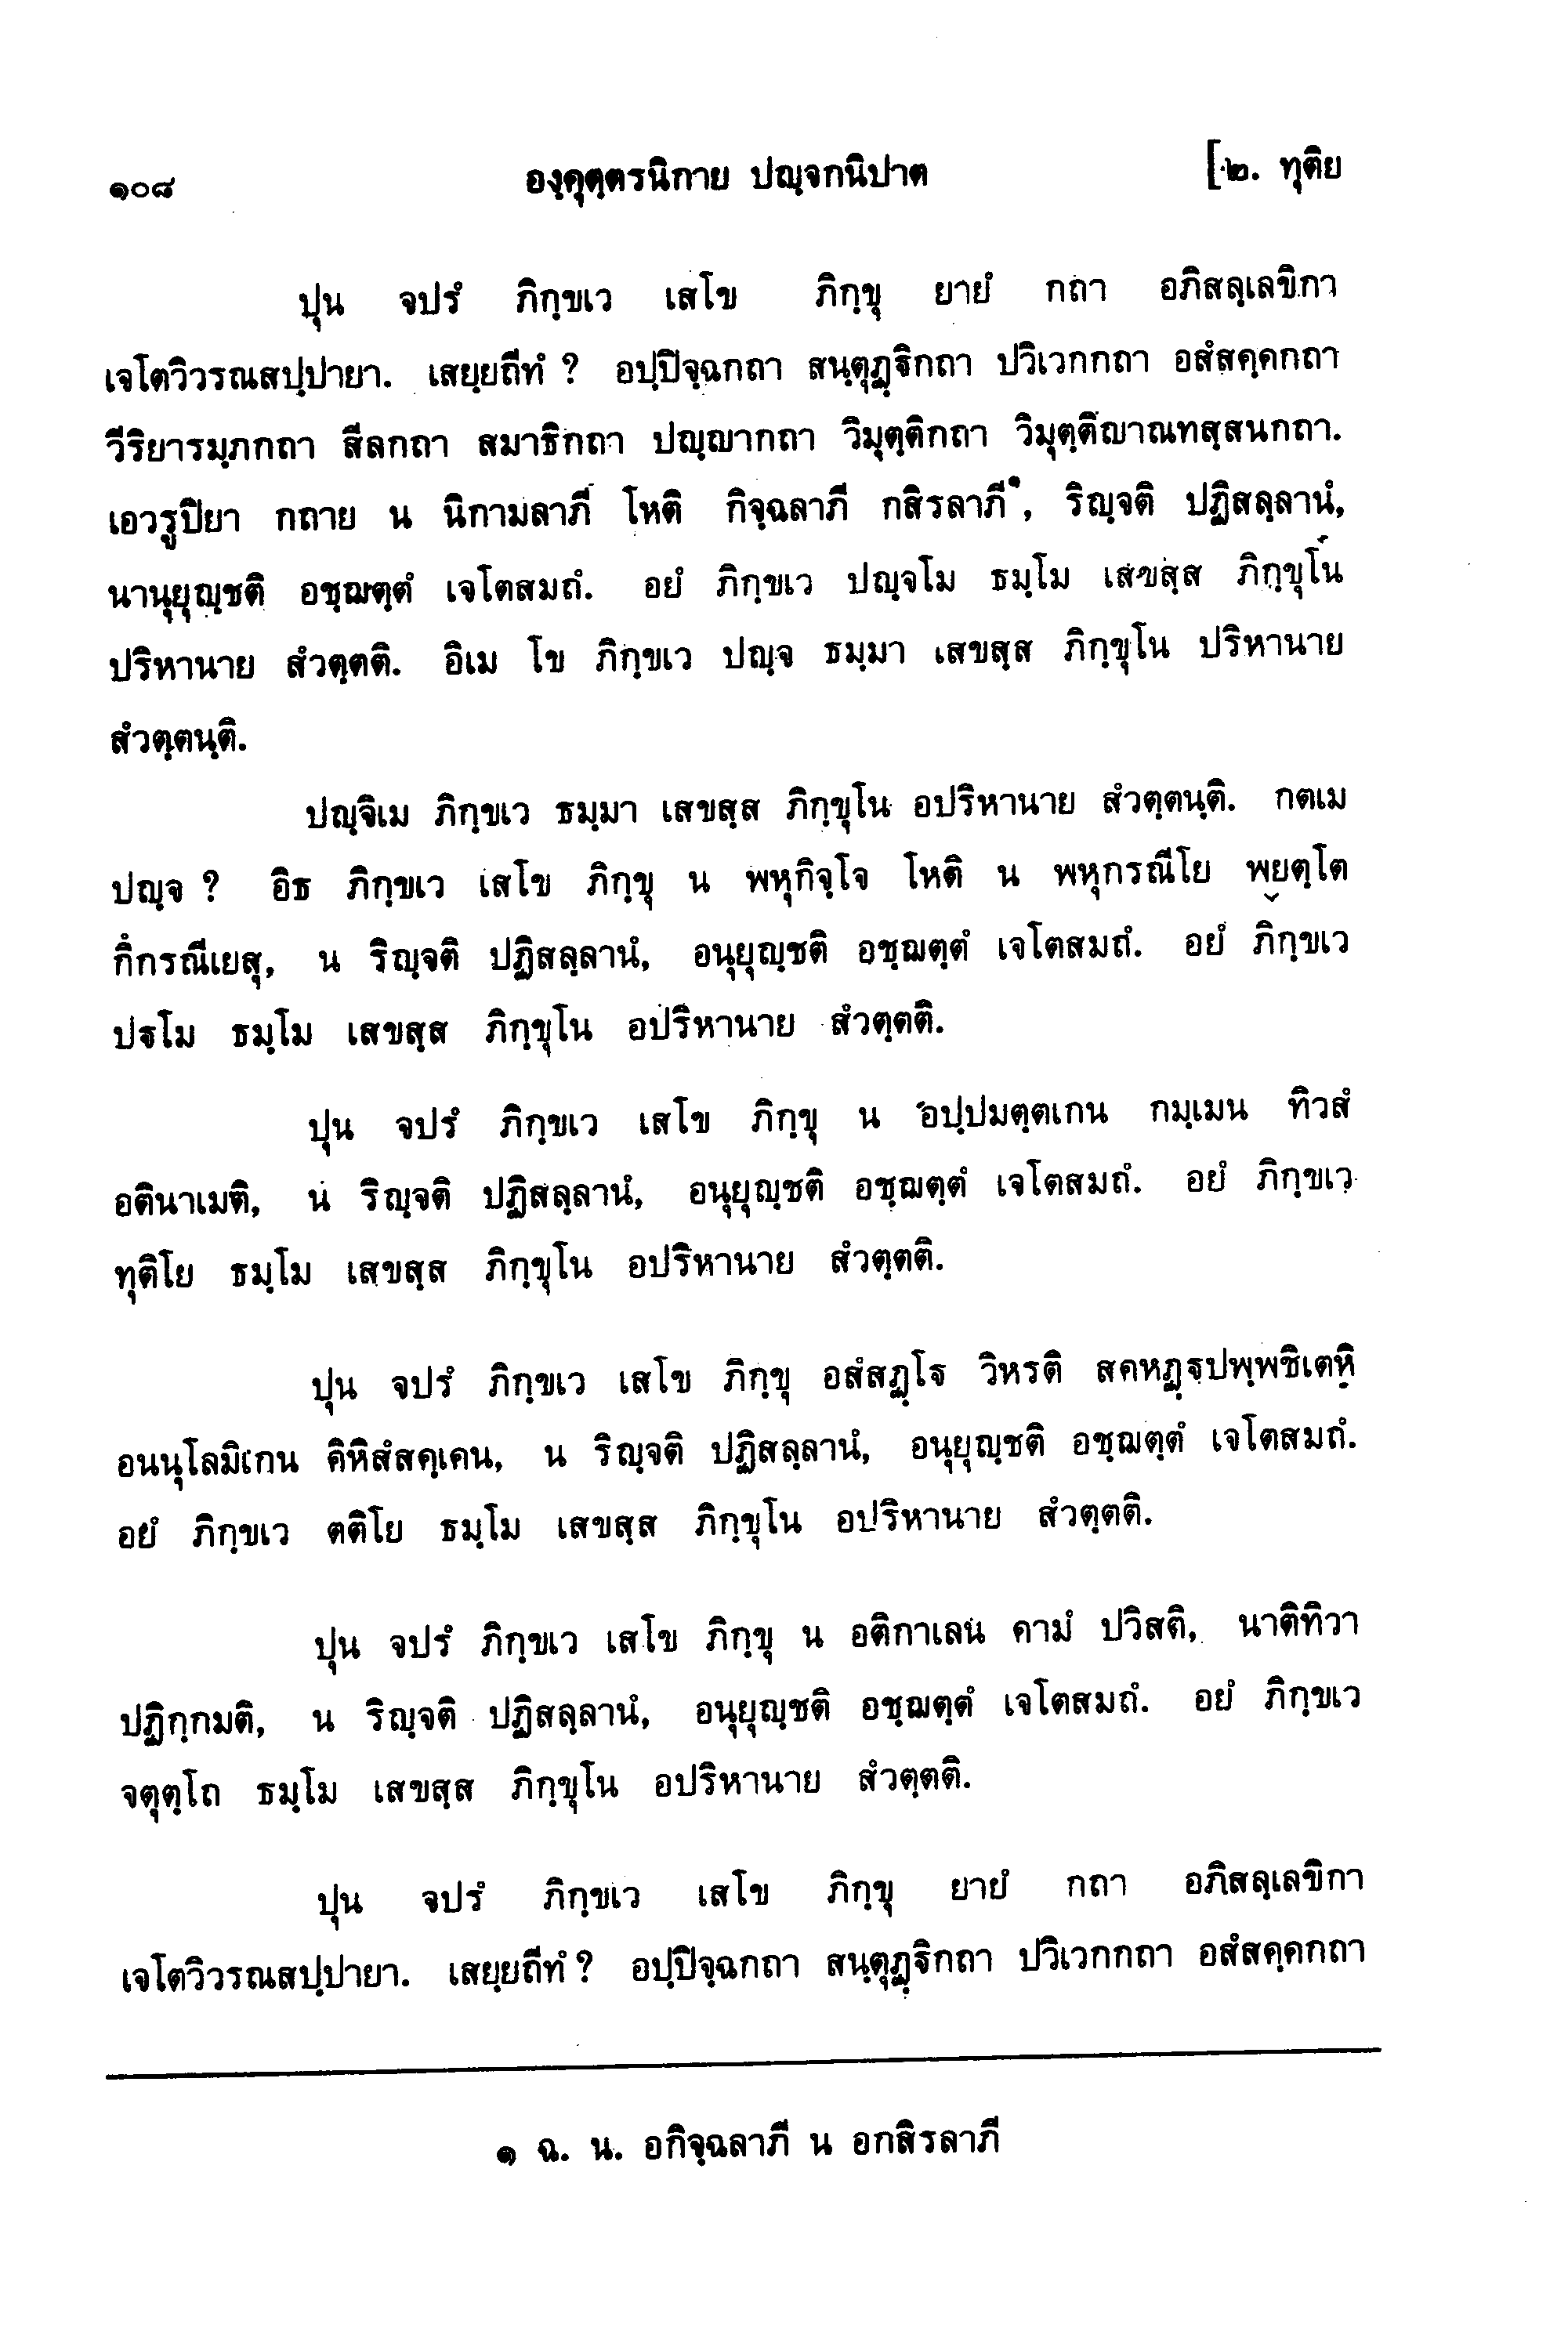 ๑๐๘ องฺคุตฺตรนิกาย ปญฺจกนิปาต [๒. ทุติย
ปุน จปรํ ภิกฺขเว เสโข ภิกฺขุ ยายํ กถา อภิสลฺเลขิกา
เจโตวิวรณสปฺปายา. เสยฺยถีทํ ? อปฺปิจฺฉกถา สนฺตุฏฺฐิกถา ปวิเวกกถา อสํสคฺคกถา
วีริยารมฺภกถา สีลกถา สมาธิกถา ปญฺญากถา วิมุตฺติกถา วิมุตฺติญาณทสฺสนกถา.
เอวรูปิยา กถาย น นิกามลาภี โหติ กิจฺฉลาภี กสิรลาภี๑, ริญฺจติ ปฏิสลฺลานํ,
นานุยุญฺชติ อชฺฌตฺตํ เจโตสมถํ. อยํ ภิกฺขเว ปญฺจโม ธมฺโม เสขสฺส ภิกฺขุโน
ปริหานาย สํวตฺตติ. อิเม โข ภิกฺขเว ปญฺจ ธมฺมา เสขสฺส ภิกฺขุโน ปริหานาย
สํวตฺตนฺติ.
ปญฺจิเม ภิกฺขเว ธมฺมา เสขสฺส ภิกฺขุโน อปริหานาย สํวตฺตนฺติ. กตเม
ปญฺจ ? อิธ ภิกฺขเว เสโข ภิกฺขุ น พหุกิจฺโจ โหติ น พหุกรณีโย พฺยตฺโต
กึกรณีเยสุ, น ริญฺจติ ปฏิสลฺลานํ, อนุยุญฺชติ อชฺฌตฺตํ เจโตสมถํ. อยํ ภิกฺขเว
ปฐโม ธมฺโม เสขสฺส ภิกฺขุโน อปริหานาย สํวตฺตติ.
ปุน จปรํ ภิกฺขเว เสโข ภิกฺขุ น อปฺปมตฺตเกน กมฺเมน ทิวสํ
อตินาเมติ, น ริญฺจติ ปฏิสลฺลานํ, อนุยุญฺชติ อชฺฌตฺตํ เจโตสมถํ. อยํ ภิกฺขเว
ทุติโย ธมฺโม เสขสฺส ภิกฺขุโน อปริหานาย สํวตฺตติ.
ปุน จปรํ ภิกฺขเว เสโข ภิกฺขุ อสํสฏฺโฐ วิหรติ สคหฏฺฐปพฺพชิเตหิ
อนนุโลมิเกน คิหิสํสคฺเคน, น ริญฺจติ ปฏิสลฺลานํ, อนุยุญฺชติ อชฺฌตฺตํ เจโตสมถํ.
อยํ ภิกฺขเว ตติโย ธมฺโม เสขสฺส ภิกฺขุโน อปริหานาย สํวตฺตติ.
ปุน จปรํ ภิกฺขเว เสโข ภิกฺขุ น อติกาเลน คามํ ปวิสติ, นาติทิวา
ปฏิกฺกมติ, น ริญฺจติ ปฏิสลฺลานํ, อนุยุญฺชติ อชฺฌตฺตํ เจโตสมถํ. อยํ ภิกฺขเว
จตุตฺโถ ธมฺโม เสขสฺส ภิกฺขุโน อปริหานาย สํวตฺตติ.
ปุน จปรํ ภิกฺขเว เสโข ภิกฺขุ ยายํ กถา อภิสลฺเลขิกา
เจโตวิวรณสปฺปายา. เสยฺยถีทํ ? อปฺปิจฺฉกถา สนฺตุฏฺฐิกถา ปวิเวกกถา อสํสคฺคกถา
๑ ฉ. น. อกิจฺฉลาภี น อกสิรลาภี